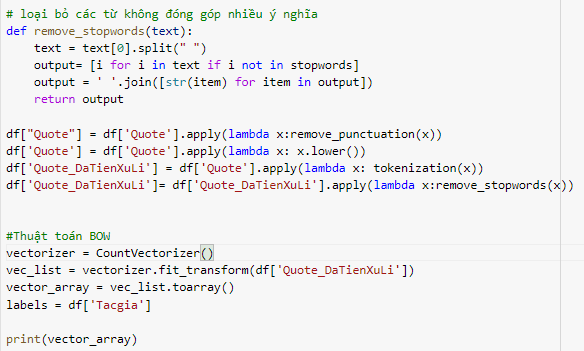 # loại bỏ các từ không đóng góp nhiều ý nghĩa
def remove_stopwords(text):
    text = text[0].split(" ")
    output= [i for i in text if i not in stopwords]
    output = ' '.join([str(item) for item in output])
    return output
df["Quote"] = df['Quote'].apply(lambda x:remove_punctuation(x))
df['Quote'] = df['Quote'].apply(lambda x: x.lower())
df['Quote_DaTienXuLi'] = df['Quote'].apply(lambda x: tokenization(x))
df['Quote_DaTienXuLi']= df['Quote_DaTienXuLi'].apply(lambda x:remove_stopwords(x))
#Thuật toán BOW
vectorizer = CountVectorizer()
vec_list = vectorizer.fit_transform(df['Quote_DaTienXuLi'])
vector_array = vec_list.toarray()
labels = df['Tacgia']
print(vector_array)